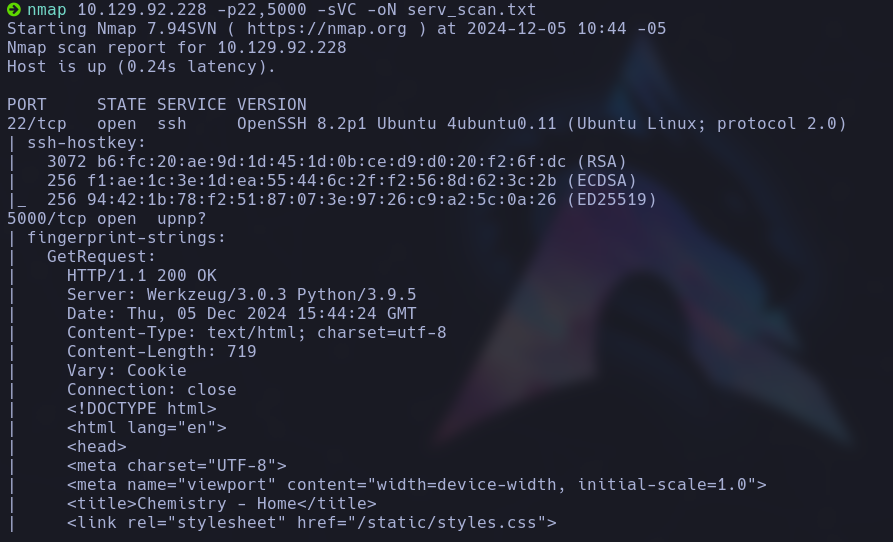 nmap 10.129.92.228 -p22,5000 -sVC -oN serv_scan.txt
Starting Nmap 7.94SVN ( https://nmap.org ) at 2024-12-05 10:44 -05
Nmap scan report for 10.129.92.228
Host is up (0.24s latency).

PORT     STATE SERVICE VERSION
22/tcp   open  ssh     OpenSSH 8.2p1 Ubuntu 4ubuntu0.11 (Ubuntu Linux; protocol 2.0)
| ssh-hostkey:
|   3072 b6:fc:20:ae:9d:1d:45:1d:0b:ce:d9:d0:20:f2:6f:dc (RSA)
|   256 f1:ae:1c:3e:1d:ea:55:44:6c:2f:f2:56:8d:62:3c:2b (ECDSA)
|_  256 94:42:1b:78:f2:51:87:07:3e:97:26:c9:a2:5c:0a:26 (ED25519)
5000/tcp open  upnp?
| fingerprint-strings:
|   GetRequest:
|     HTTP/1.1 200 OK
|     Server: Werkzeug/3.0.3 Python/3.9.5
|     Date: Thu, 05 Dec 2024 15:44:24 GMT
|     Content-Type: text/html; charset=utf-8
|     Content-Length: 719
|     Vary: Cookie
|     Connection: close
|     <!DOCTYPE html>
|     <html lang="en">
|     <head>
|     <meta charset="UTF-8">
|     <meta name="viewport" content="width=device-width, initial-scale=1.0">
|     <title>Chemistry - Home</title>
|     <link rel="stylesheet" href="/static/styles.css">